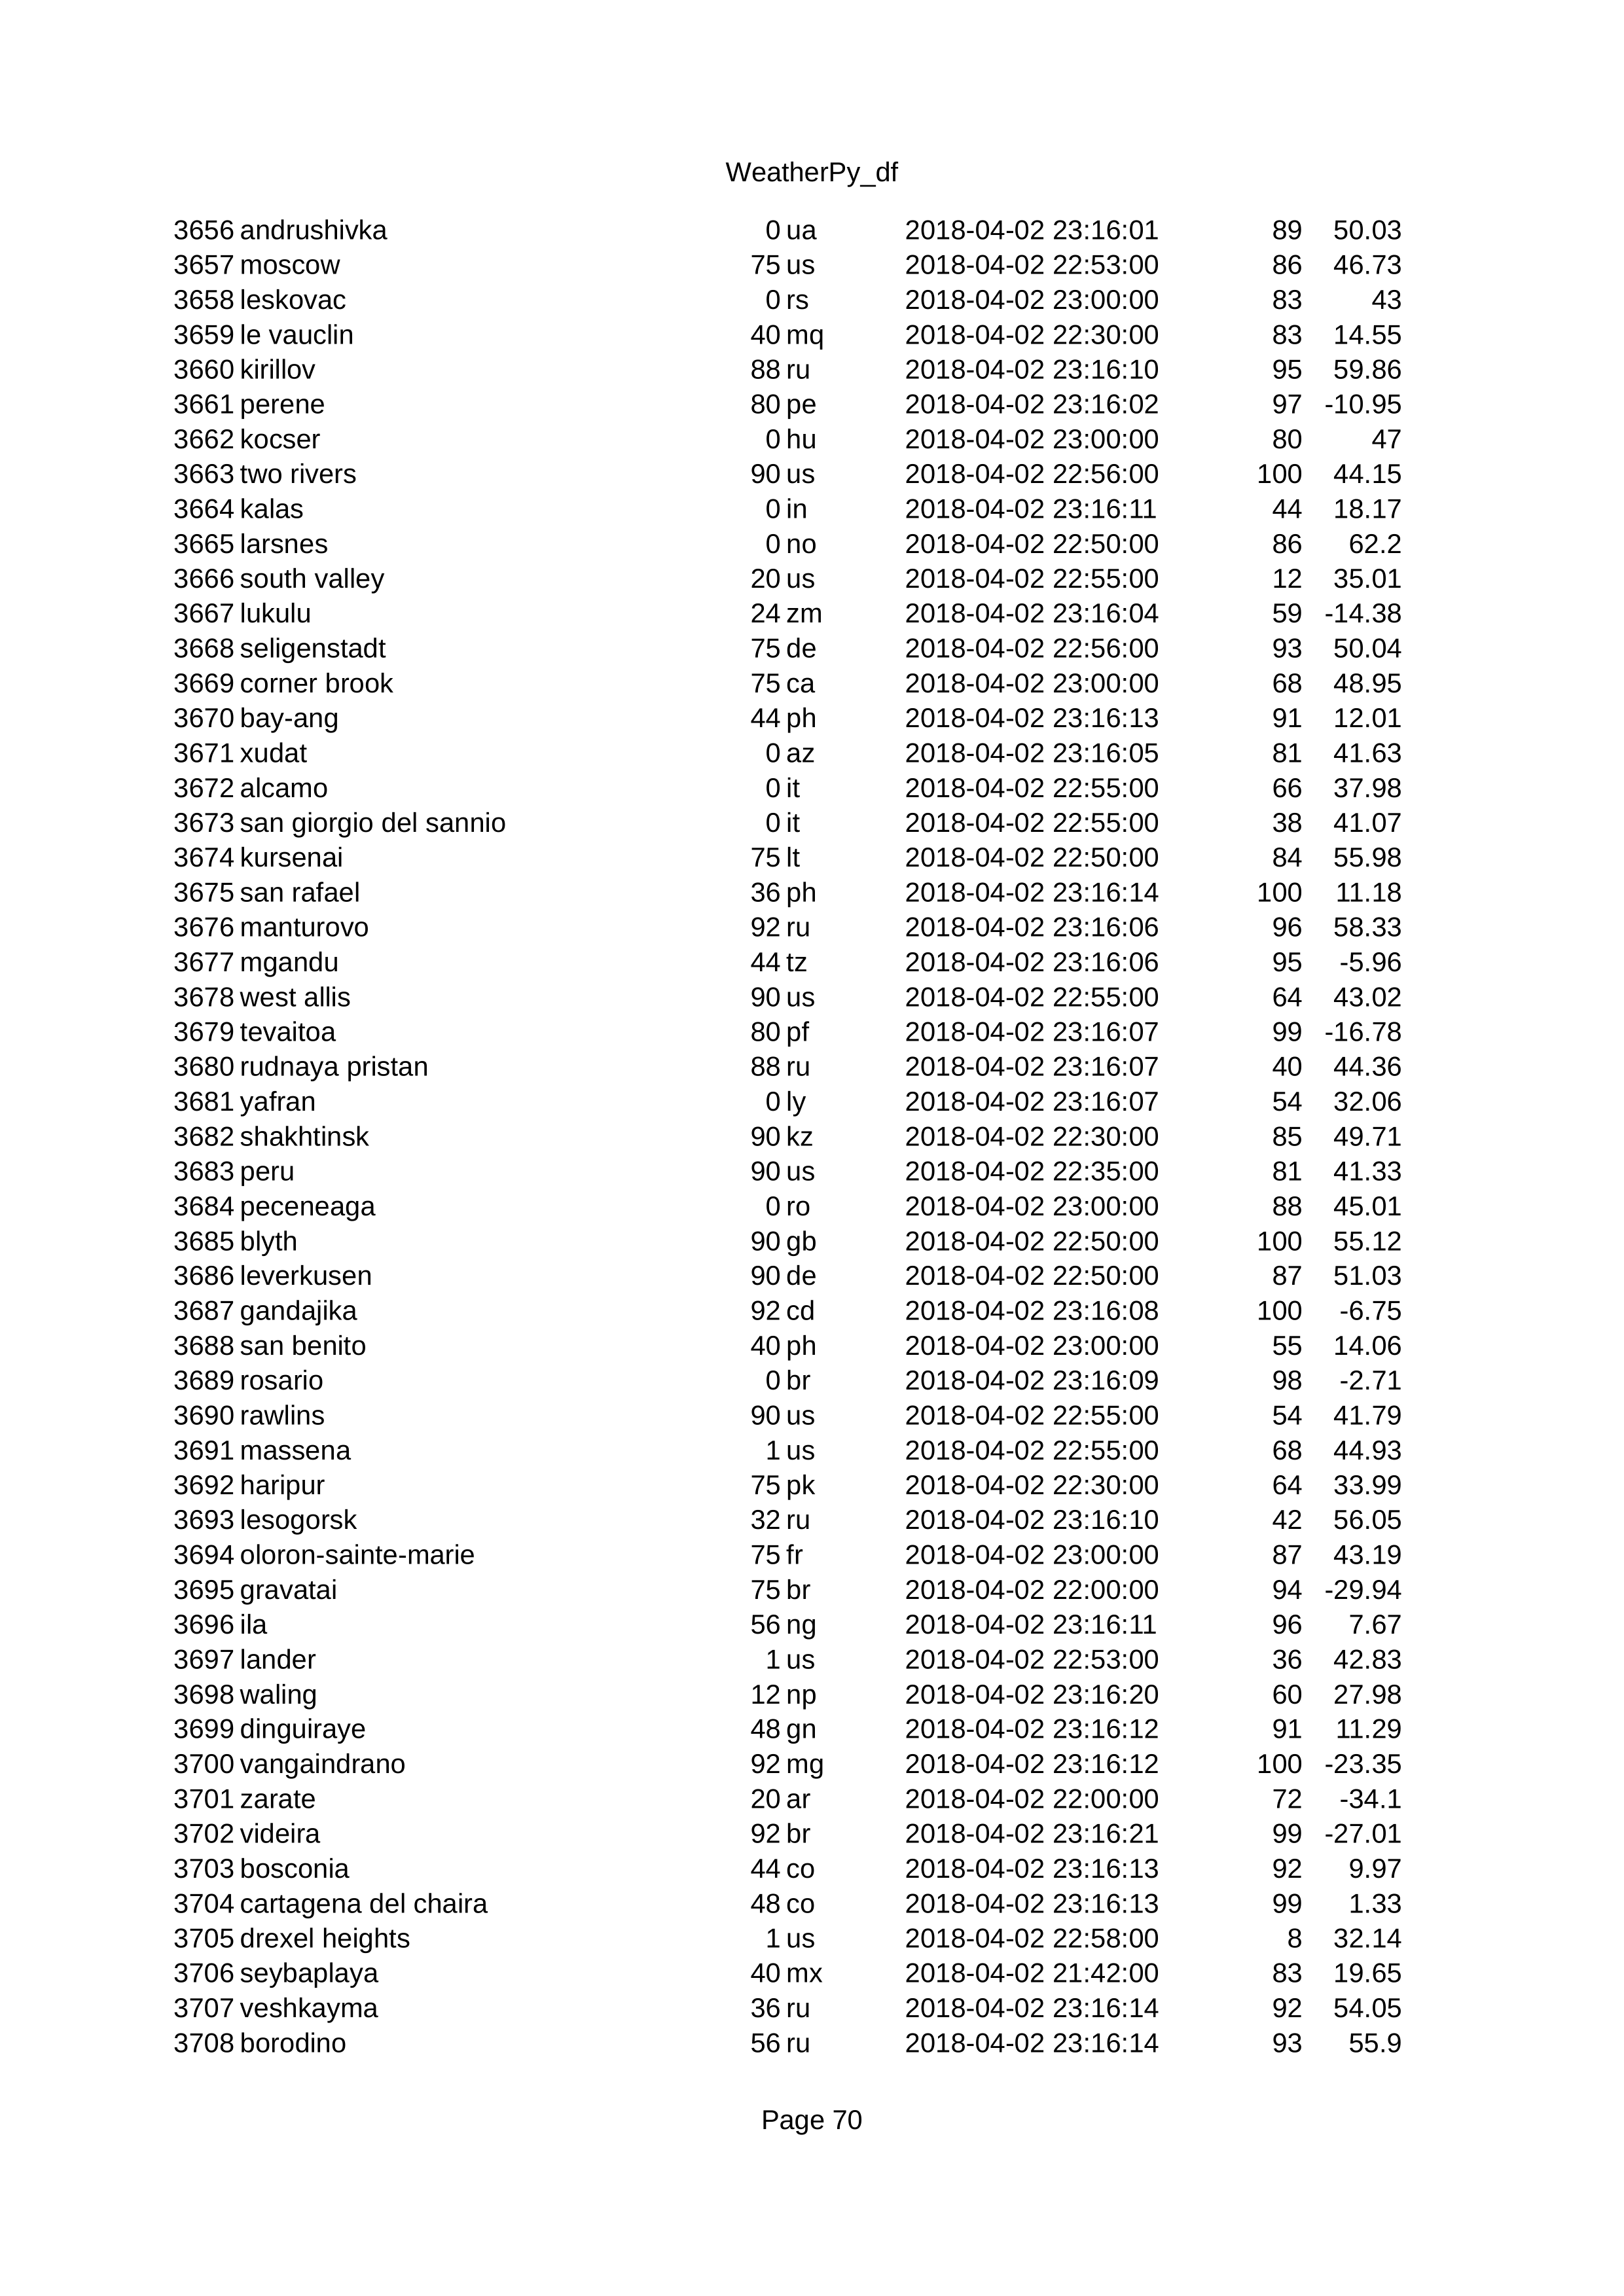 WeatherPy_df
3656 andrushivka 0 ua 2018-04-02 23:16:01 89 50.03
3657 moscow 75 us 2018-04-02 22:53:00 86 46.73
3658 leskovac 0 rs 2018-04-02 23:00:00 83 43
3659 le vauclin 40 mq 2018-04-02 22:30:00 83 14.55
3660 kirillov 88 ru 2018-04-02 23:16:10 95 59.86
3661 perene 80 pe 2018-04-02 23:16:02 97 -10.95
3662 kocser 0 hu 2018-04-02 23:00:00 80 47
3663 two rivers 90 us 2018-04-02 22:56:00 100 44.15
3664 kalas 0 in 2018-04-02 23:16:11 44 18.17
3665 larsnes 0 no 2018-04-02 22:50:00 86 62.2
3666 south valley 20 us 2018-04-02 22:55:00 12 35.01
3667 lukulu 24 zm 2018-04-02 23:16:04 59 -14.38
3668 seligenstadt 75 de 2018-04-02 22:56:00 93 50.04
3669 corner brook 75 ca 2018-04-02 23:00:00 68 48.95
3670 bay-ang 44 ph 2018-04-02 23:16:13 91 12.01
3671 xudat 0 az 2018-04-02 23:16:05 81 41.63
3672 alcamo 0 it 2018-04-02 22:55:00 66 37.98
3673 san giorgio del sannio 0 it 2018-04-02 22:55:00 38 41.07
3674 kursenai 75 lt 2018-04-02 22:50:00 84 55.98
3675 san rafael 36 ph 2018-04-02 23:16:14 100 11.18
3676 manturovo 92 ru 2018-04-02 23:16:06 96 58.33
3677 mgandu 44 tz 2018-04-02 23:16:06 95 -5.96
3678 west allis 90 us 2018-04-02 22:55:00 64 43.02
3679 tevaitoa 80 pf 2018-04-02 23:16:07 99 -16.78
3680 rudnaya pristan 88 ru 2018-04-02 23:16:07 40 44.36
3681 yafran 0 ly 2018-04-02 23:16:07 54 32.06
3682 shakhtinsk 90 kz 2018-04-02 22:30:00 85 49.71
3683 peru 90 us 2018-04-02 22:35:00 81 41.33
3684 peceneaga 0 ro 2018-04-02 23:00:00 88 45.01
3685 blyth 90 gb 2018-04-02 22:50:00 100 55.12
3686 leverkusen 90 de 2018-04-02 22:50:00 87 51.03
3687 gandajika 92 cd 2018-04-02 23:16:08 100 -6.75
3688 san benito 40 ph 2018-04-02 23:00:00 55 14.06
3689 rosario 0 br 2018-04-02 23:16:09 98 -2.71
3690 rawlins 90 us 2018-04-02 22:55:00 54 41.79
3691 massena 1 us 2018-04-02 22:55:00 68 44.93
3692 haripur 75 pk 2018-04-02 22:30:00 64 33.99
3693 lesogorsk 32 ru 2018-04-02 23:16:10 42 56.05
3694 oloron-sainte-marie 75 fr 2018-04-02 23:00:00 87 43.19
3695 gravatai 75 br 2018-04-02 22:00:00 94 -29.94
3696 ila 56 ng 2018-04-02 23:16:11 96 7.67
3697 lander 1 us 2018-04-02 22:53:00 36 42.83
3698 waling 12 np 2018-04-02 23:16:20 60 27.98
3699 dinguiraye 48 gn 2018-04-02 23:16:12 91 11.29
3700 vangaindrano 92 mg 2018-04-02 23:16:12 100 -23.35
3701 zarate 20 ar 2018-04-02 22:00:00 72 -34.1
3702 videira 92 br 2018-04-02 23:16:21 99 -27.01
3703 bosconia 44 co 2018-04-02 23:16:13 92 9.97
3704 cartagena del chaira 48 co 2018-04-02 23:16:13 99 1.33
3705 drexel heights 1 us 2018-04-02 22:58:00 8 32.14
3706 seybaplaya 40 mx 2018-04-02 21:42:00 83 19.65
3707 veshkayma 36 ru 2018-04-02 23:16:14 92 54.05
3708 borodino 56 ru 2018-04-02 23:16:14 93 55.9
Page 70